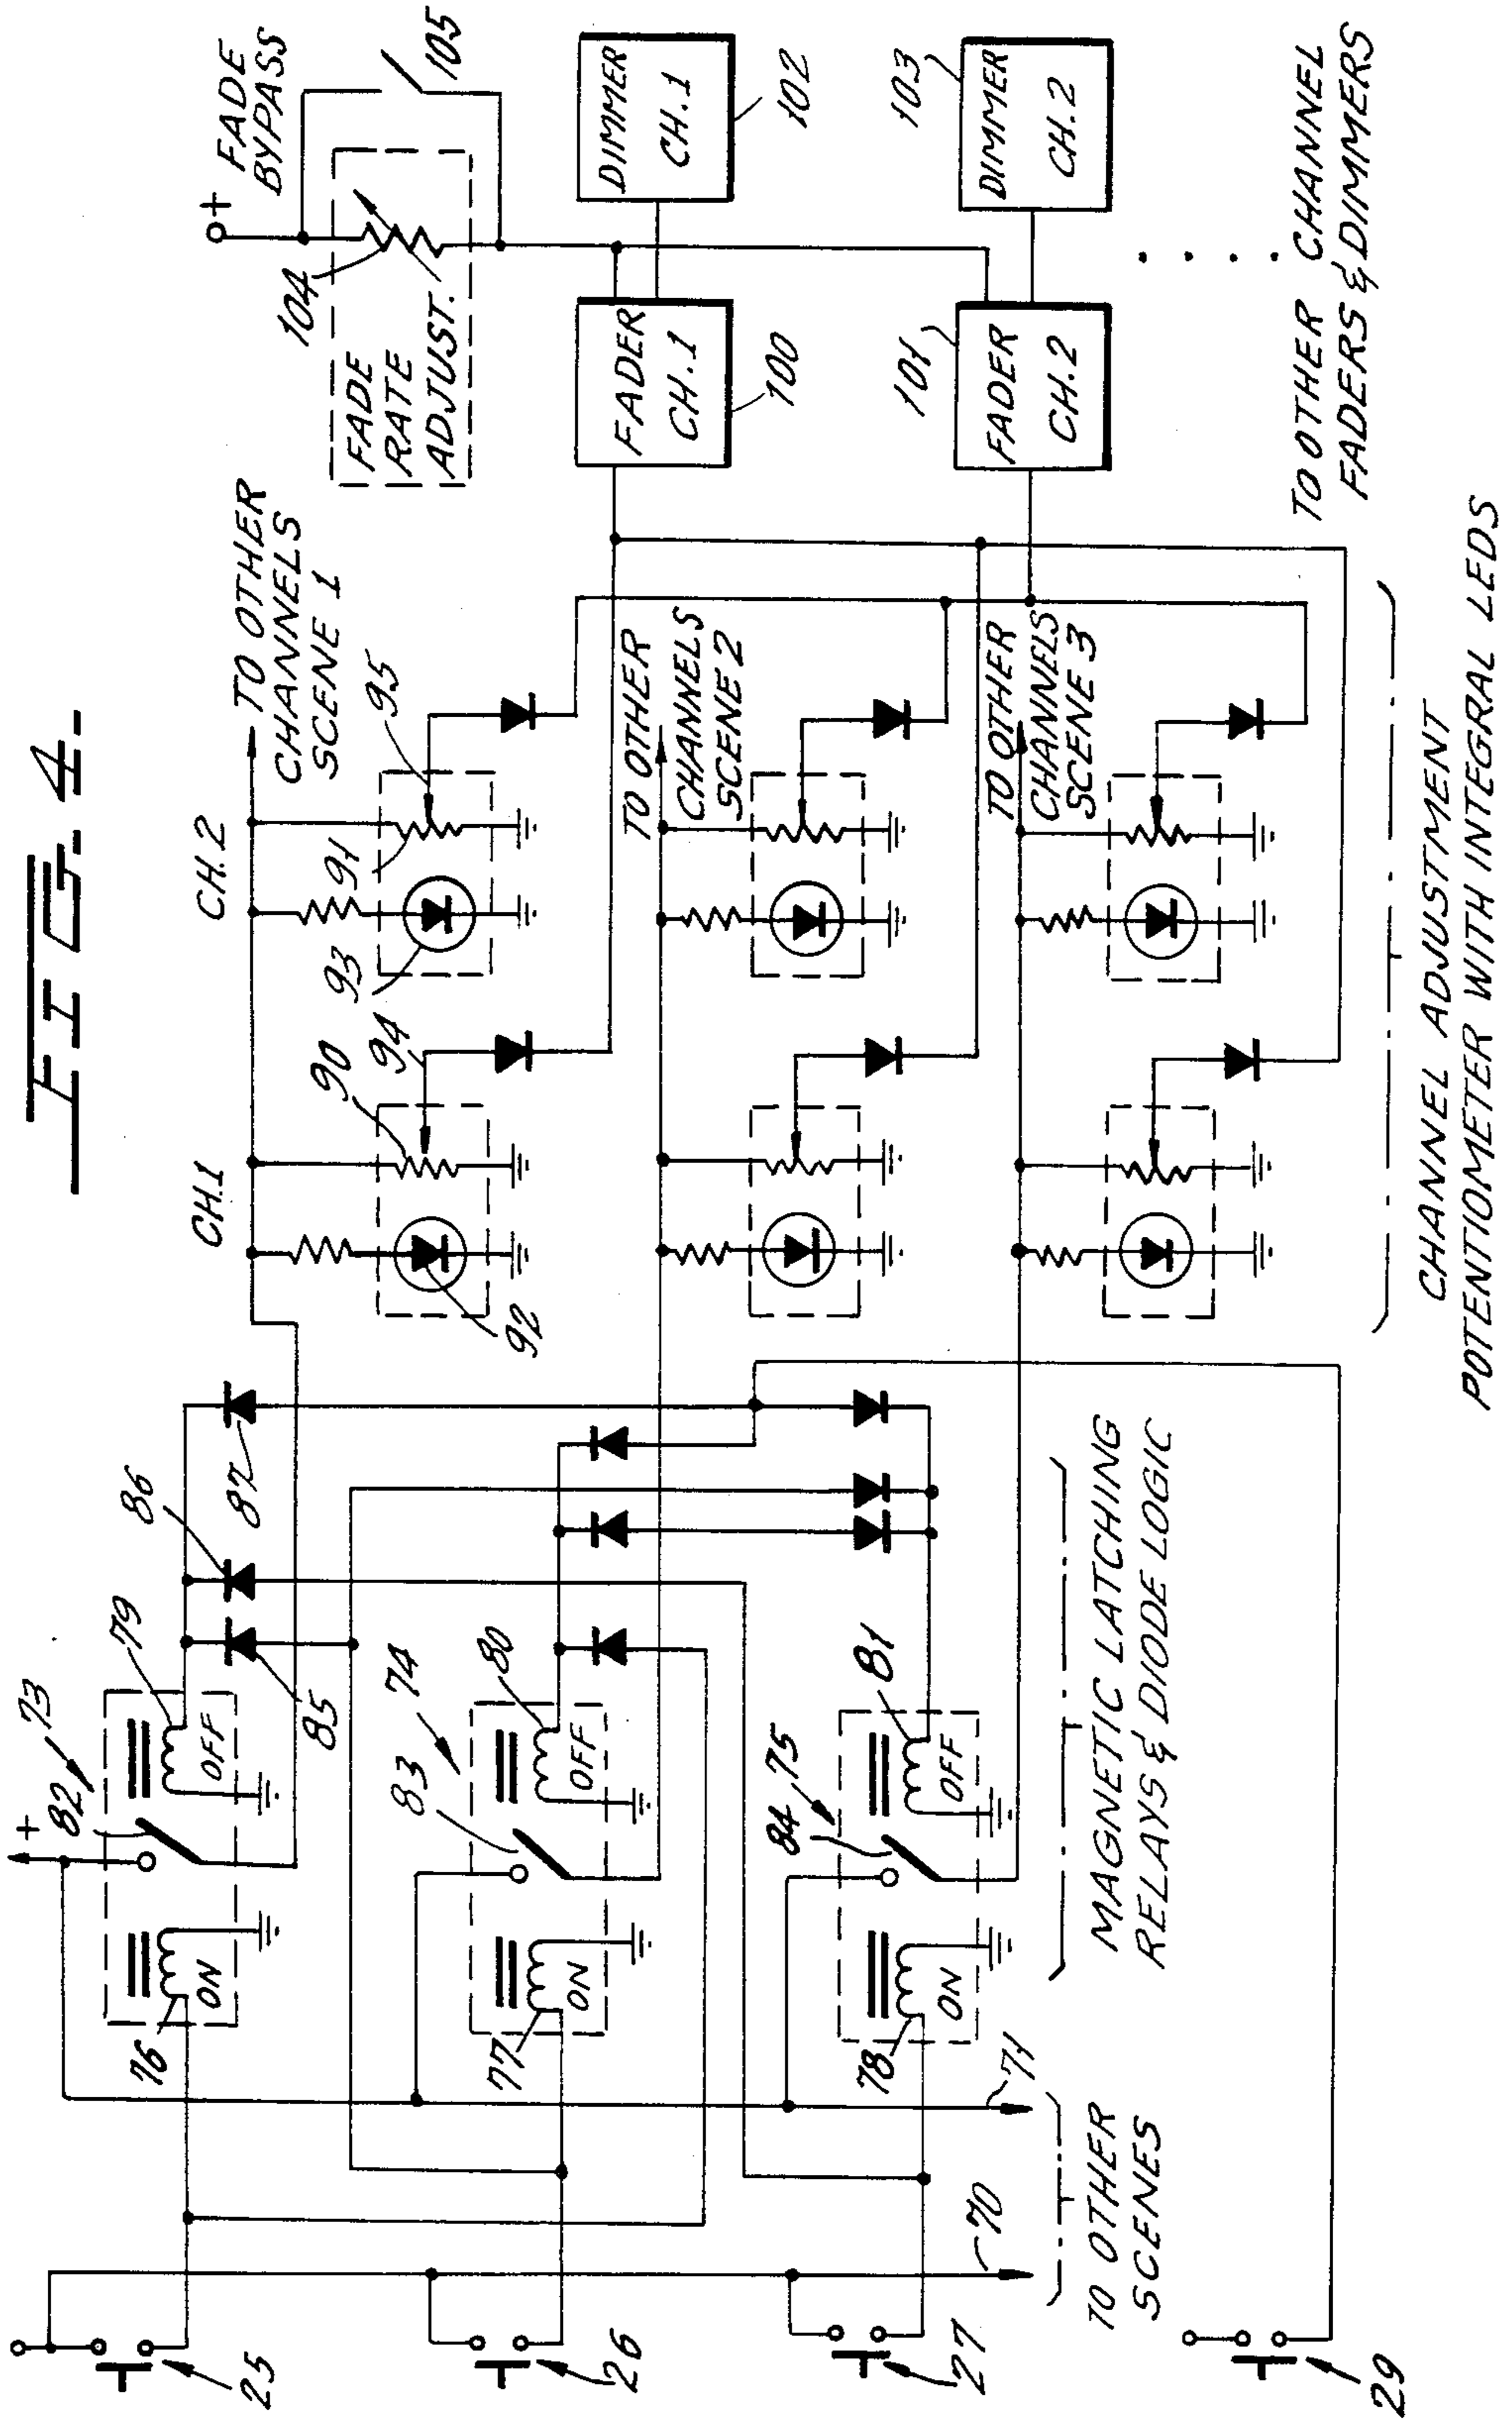 FIG. 4.
25
26
27
29
70
71
TO OTHER
SCENES
+
73
82
76
ON
OFF
79
85
86
87
74
83
77
ON
OFF
80
75
84
78
ON
OFF
81
MAGNETIC LATCHING
RELAYS & DIODE LOGIC
CH.1
CH.2
TO OTHER
CHANNELS
SCENE 1
90
94
92
91
93
95
TO OTHER
CHANNELS
SCENE 2
TO OTHER
CHANNELS
SCENE 3
CHANNEL ADJUSTMENT
POTENTIOMETER WITH INTEGRAL LEDS
+
FADE
BYPASS
105
104
FADE
RATE
ADJUST.
FADER
CH.1
100
DIMMER
CH.1
102
FADER
CH.2
101
DIMMER
CH.2
103
TO OTHER CHANNEL
FADERS & DIMMERS